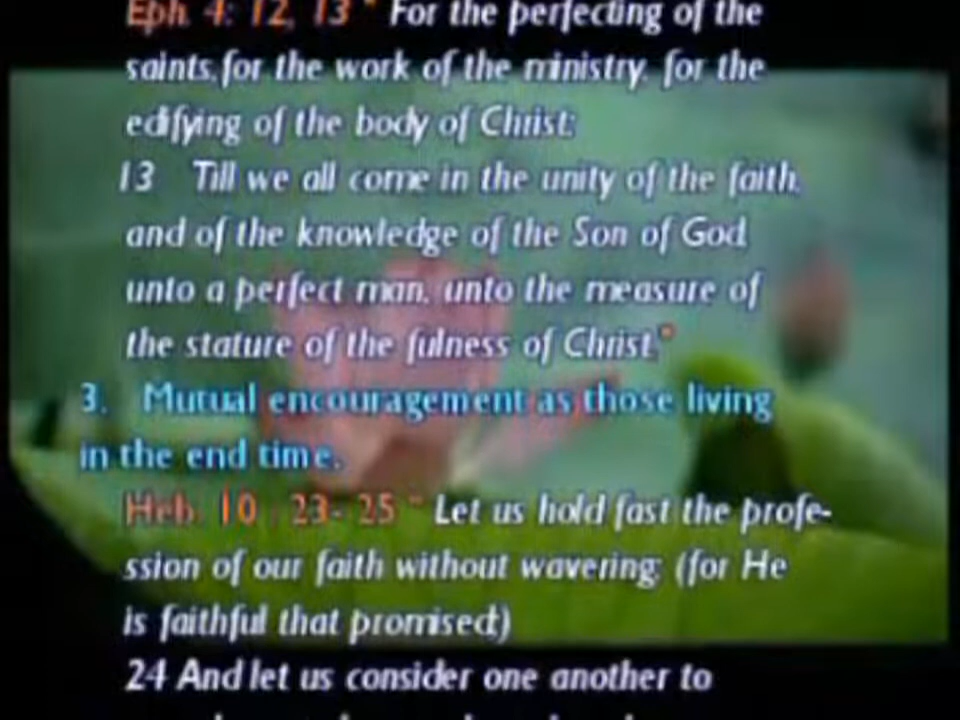 Eph. 4: 12, 13 " For the perfecting of the
saints,for the work of the ministry, for the
edifying of the body of Christ:
13 Till we all come in the unity of the faith,
and of the knowledge of the Son of God,
unto a perfect man, unto the measure of
the stature of the fulness of Christ."
3. Mutual encouragement as those living
in the end time.
Heb. 10 : 23- 25 " Let us hold fast the profe-
ssion of our faith without wavering; (for He
is faithful that promised;)
24 And let us consider one another to